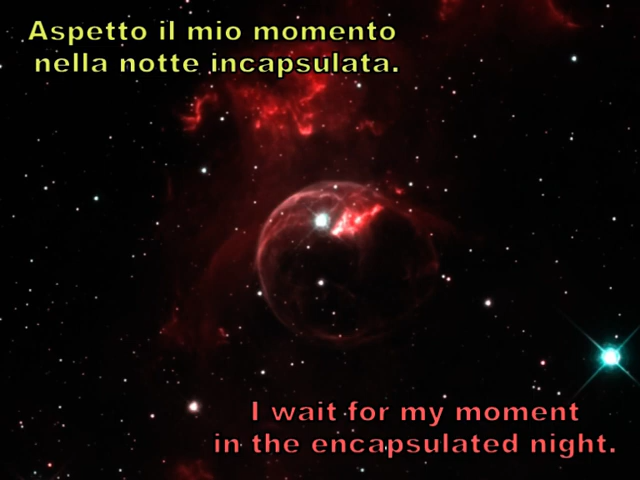 Aspetto il mio momento
nella notte incapsulata.
I wait for my moment
in the encapsulated night.